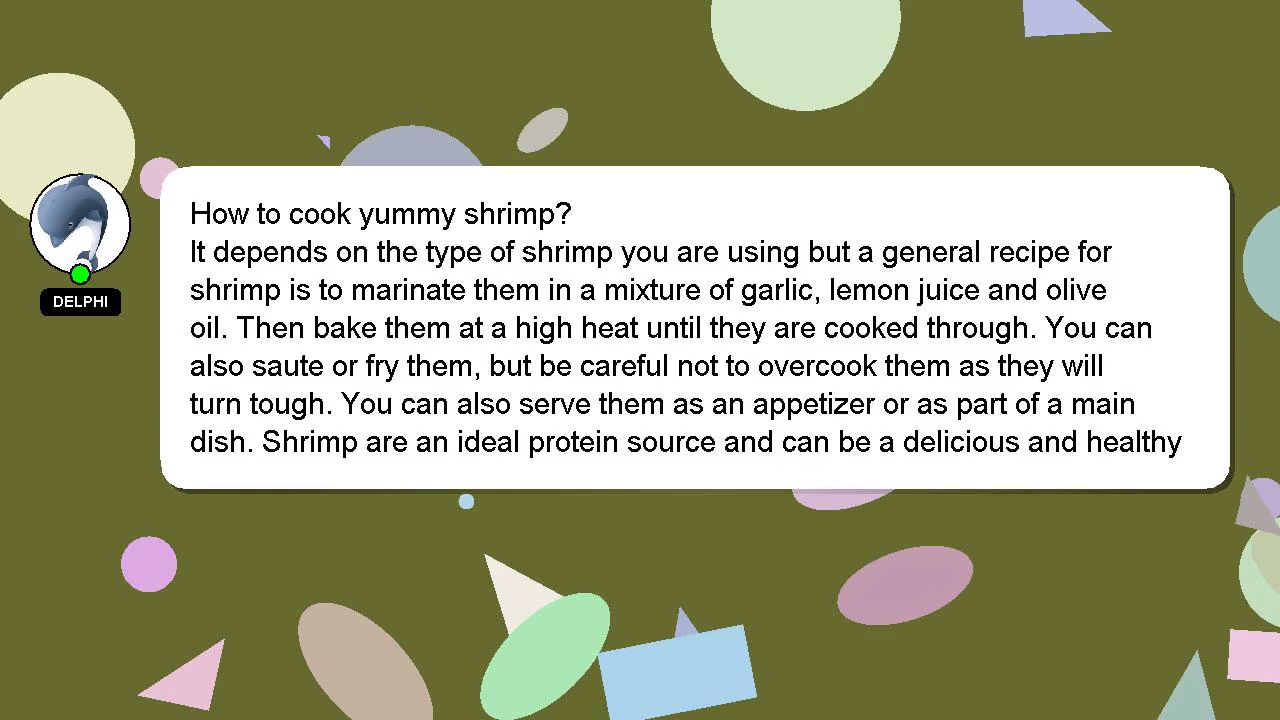 How to cook yummy shrimp?
It depends on the type of shrimp you are using but a general recipe for
shrimp is to marinate them in a mixture of garlic, lemon juice and olive
oil. Then bake them at a high heat until they are cooked through. You can
also saute or fry them, but be careful not to overcook them as they will
turn tough. You can also serve them as an appetizer or as part of a main
dish. Shrimp are an ideal protein source and can be a delicious and healthy
DELPHI